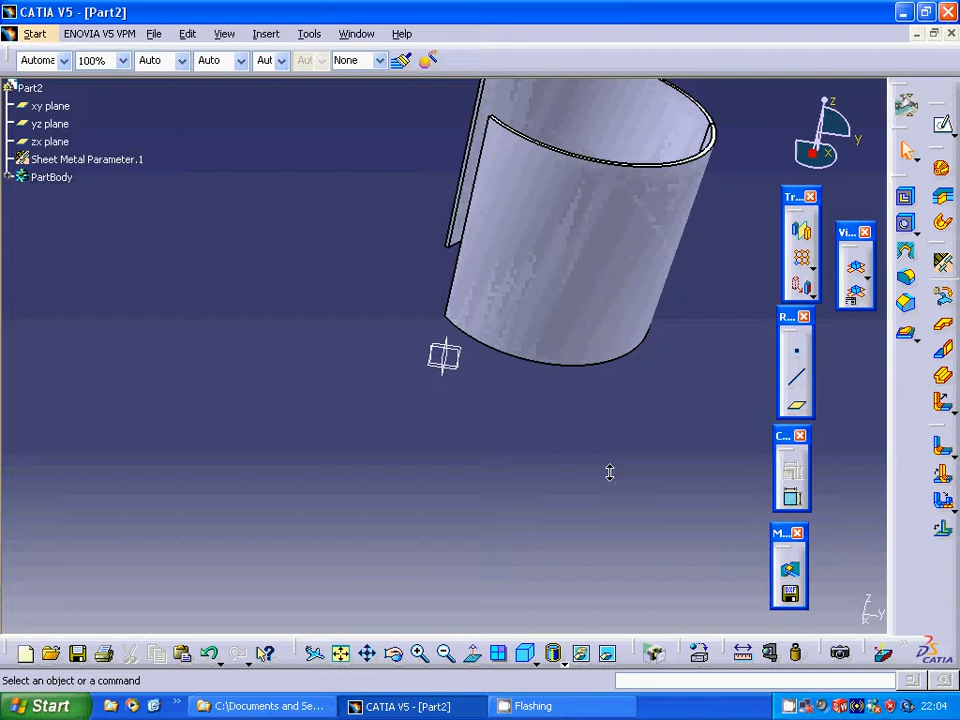 CATIA V5 - [Part2]
Start ENOVIA V5 VPM File Edit View Insert Tools Window Help
Automa 100% Auto Auto Aut Aut None
Part2
xy plane
yz plane
zx plane
Sheet Metal Parameter.1
PartBody
z
y
x
Tr...
Vi...
R...
C...
M...
z
y
x
CATIA
Select an object or a command
Start C:\Documents and Se... CATIA V5 - [Part2] Flashing 22:04